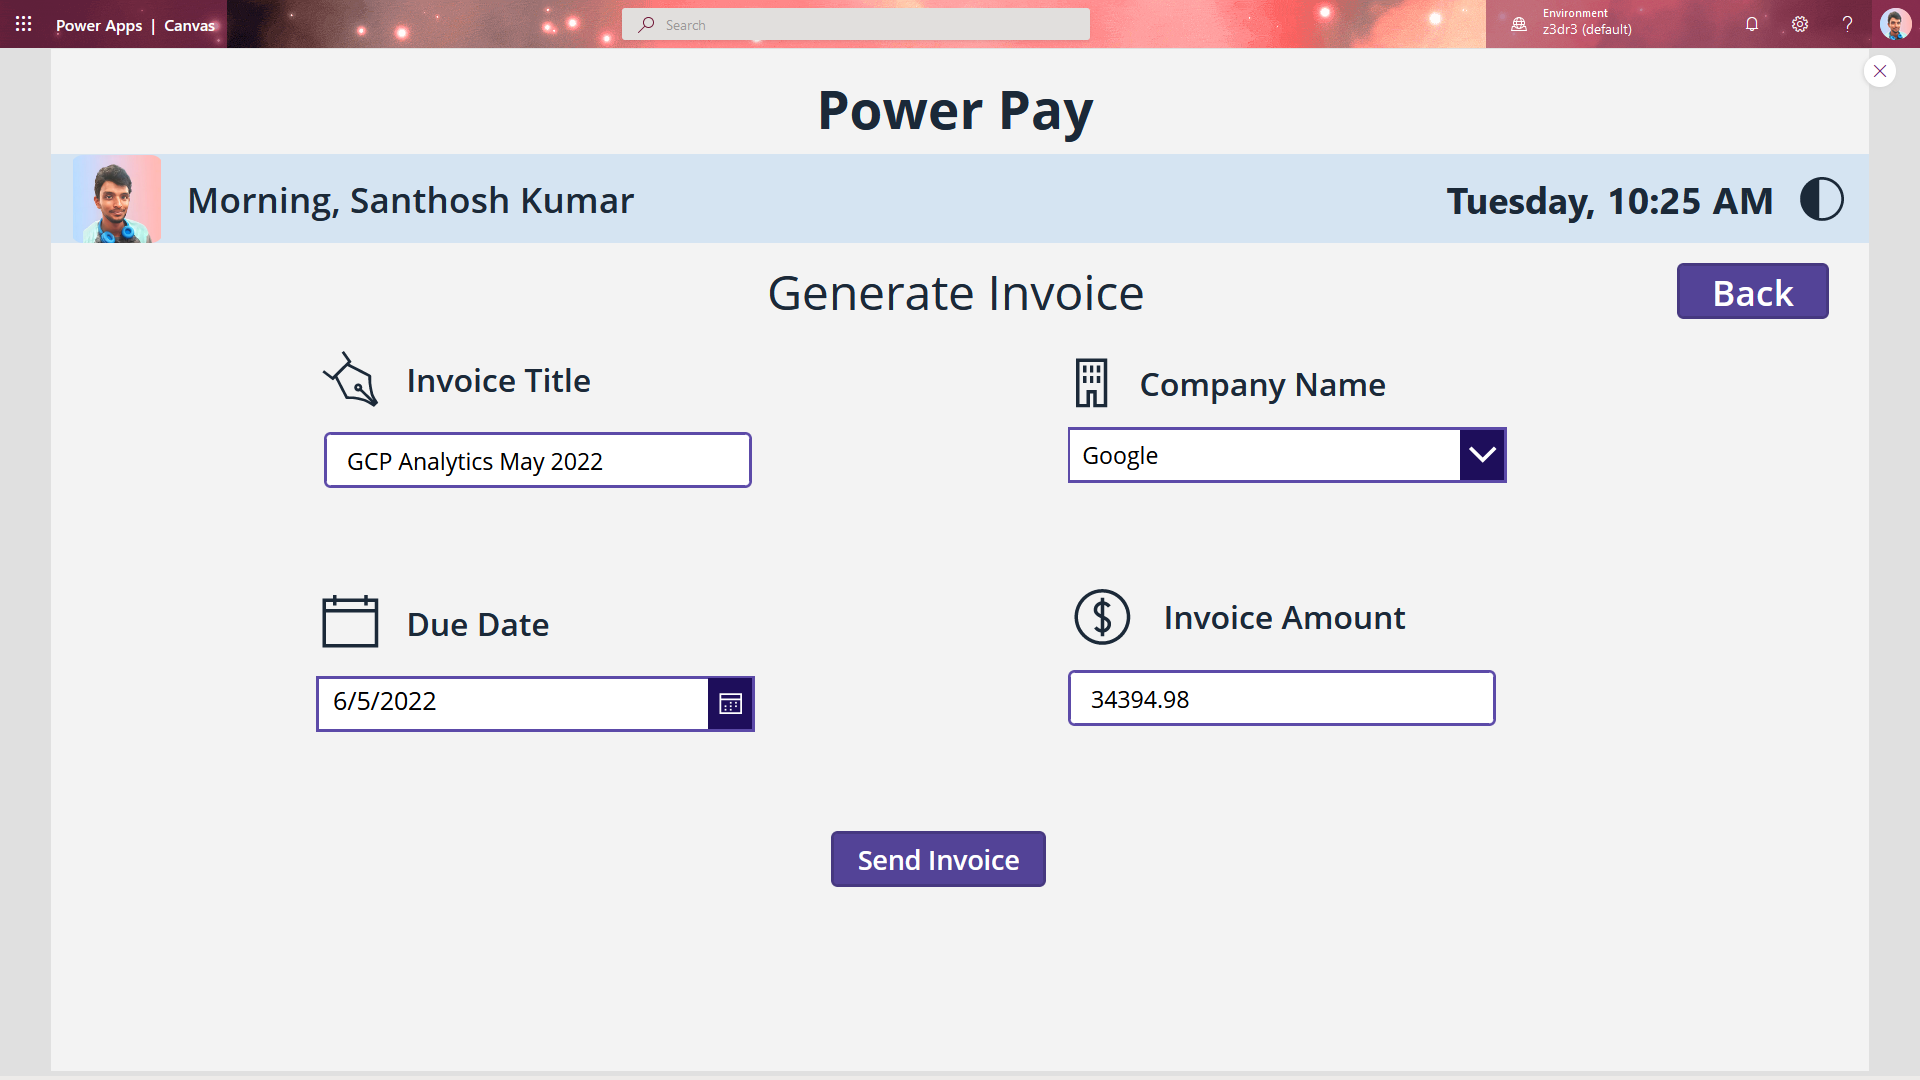 Power Apps | Canvas
Search
Environment
z3dr3 (default)
?
Power Pay
Morning, Santhosh Kumar
Tuesday, 10:25 AM
Generate Invoice
Back
Invoice Title
Company Name
GCP Analytics May 2022
Google
Due Date
$ Invoice Amount
6/5/2022
34394.98
Send Invoice